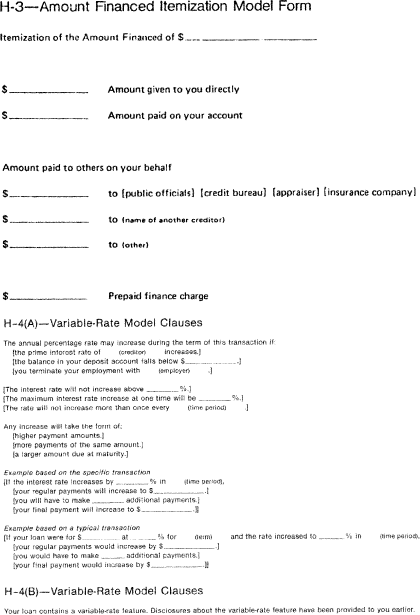 H-3—Amount Financed Itemization Model Form
Itemization of the Amount Financed of $
$ Amount given to you directly
$ Amount paid on your account
Amount paid to others on your behalf
$ to [public officials] [credit bureau] [appraiser] [insurance company]
$ to (name of another creditor)
$ to (other)
$ Prepaid finance charge
H-4(A)—Variable-Rate Model Clauses
The annual percentage rate may increase during the term of this transaction if:
[the prime interest rate of (creditor) increases.]
[the balance in your deposit account falls below $ .]
[you terminate your employment with (employer) .]
[The interest rate will not increase above %.]
[The maximum interest rate increase at one time will be %.]
[The rate will not increase more than once every (time period) .]
Any increase will take the form of:
[higher payment amounts.]
[more payments of the same amount.]
[a larger amount due at maturity.]
Example based on the specific transaction
[If the interest rate increases by % in (time period),
[your regular payments will increase to $ .]
[you will have to make additional payments.]
[your final payment will increase to $ .]]
Example based on a typical transaction
[If your loan were for $ at % for (term) and the rate increased to % in (time period),
[your regular payments would increase by $ .]
[you would have to make additional payments.]
[your final payment would increase by $ .]]
H-4(B)—Variable-Rate Model Clauses
Your loan contains a variable-rate feature. Disclosures about the variable-rate feature have been provided to you earlier.